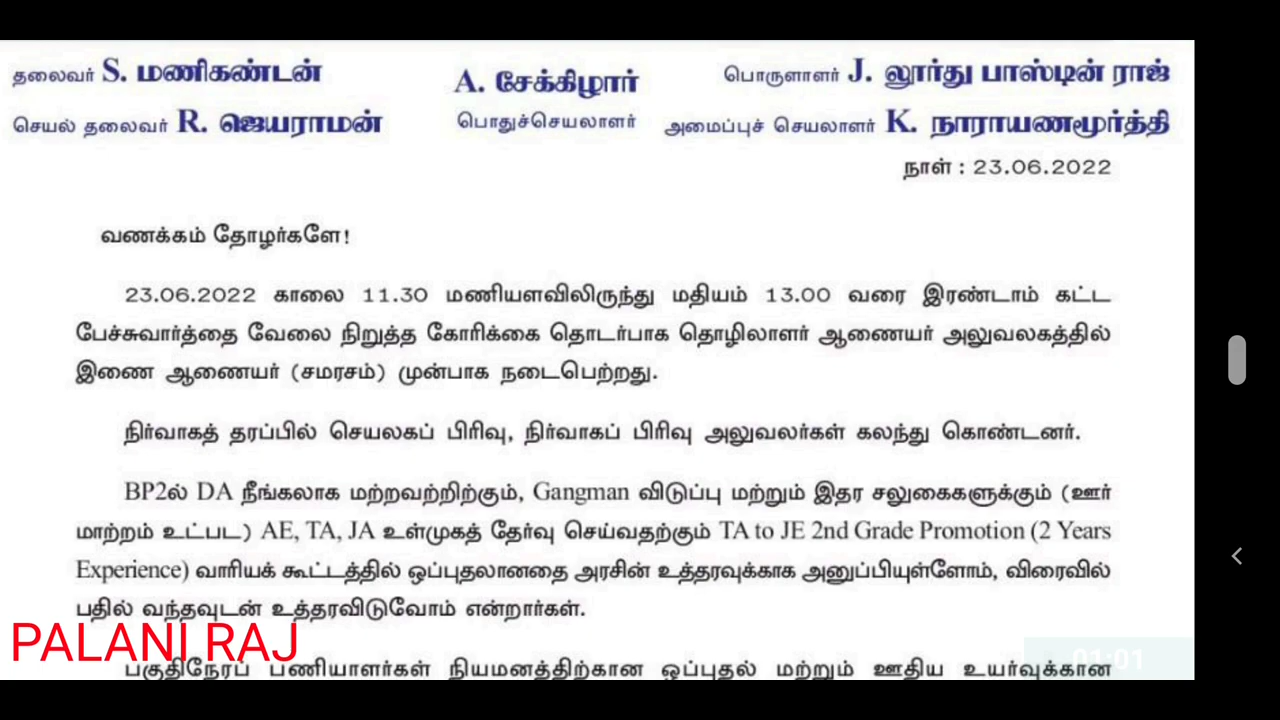 தலைவர் S. மணிகண்டன்
செயல் தலைவர் R. ஜெயராமன்
A. சேக்கிழார்
பொதுச்செயலாளர்
பொருளாளர் J. லூர்து பாஸ்டின் ராஜ்
அமைப்புச் செயலாளர் K. நாராயணமூர்த்தி
நாள் : 23.06.2022
வணக்கம் தோழர்களே!
23.06.2022 காலை 11.30 மணியளவிலிருந்து மதியம் 13.00 வரை இரண்டாம் கட்ட
பேச்சுவார்த்தை வேலை நிறுத்த கோரிக்கை தொடர்பாக தொழிலாளர் ஆணையர் அலுவலகத்தில்
இணை ஆணையர் (சமரசம்) முன்பாக நடைபெற்றது.
நிர்வாகத் தரப்பில் செயலகப் பிரிவு, நிர்வாகப் பிரிவு அலுவலர்கள் கலந்து கொண்டனர்.
BP2ல் DA நீங்கலாக மற்றவற்றிற்கும், Gangman விடுப்பு மற்றும் இதர சலுகைகளுக்கும் (ஊர்
மாற்றம் உட்பட) AE, TA, JA உள்முகத் தேர்வு செய்வதற்கும் TA to JE 2nd Grade Promotion (2 Years
Experience) வாரியக் கூட்டத்தில் ஒப்புதலானதை அரசின் உத்தரவுக்காக அனுப்பியுள்ளோம், விரைவில்
பதில் வந்தவுடன் உத்தரவிடுவோம் என்றார்கள்.
PALANI RAJ
பகுதிநேரப் பணியாளர்கள் நியமனத்திற்கான ஒப்புதல் மற்றும் ஊதிய உயர்வுக்கான
01:01